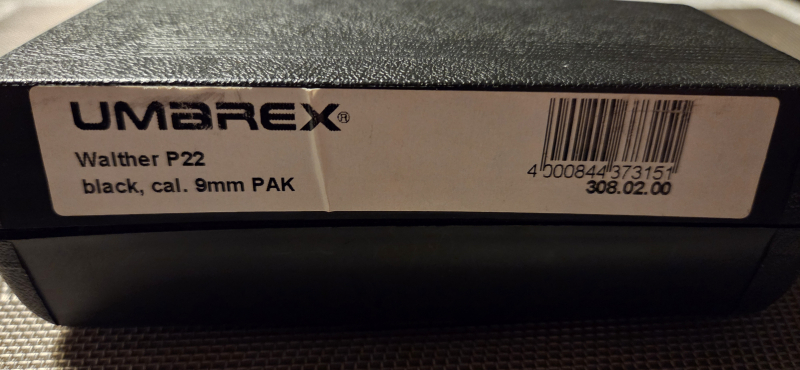 UMAREX®
Walther P22
black, cal. 9mm PAK
4 000844 373151
308.02.00